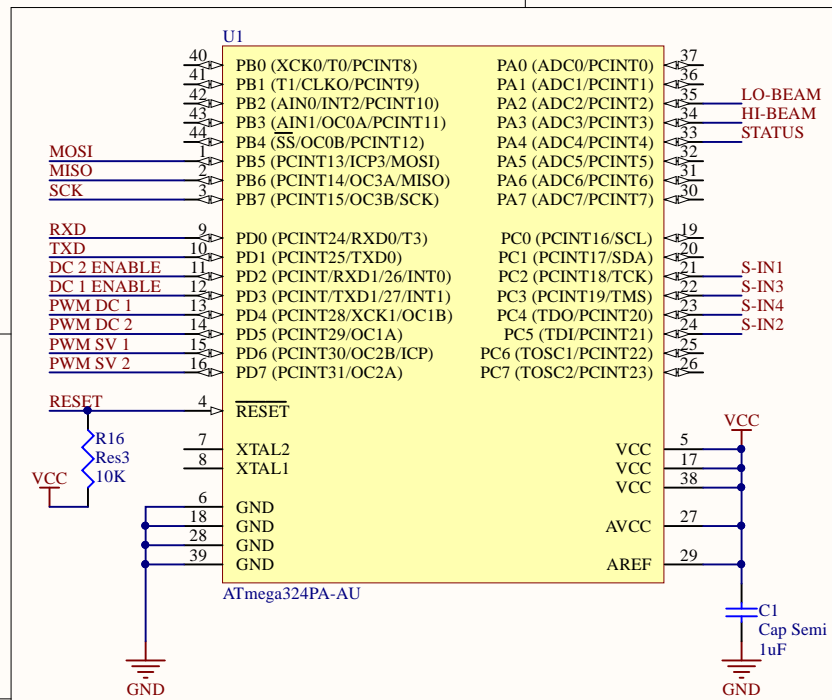 U1
40 PB0 (XCK0/T0/PCINT8) PA0 (ADC0/PCINT0) 37
41 PB1 (T1/CLKO/PCINT9) PA1 (ADC1/PCINT1) 36
42 PB2 (AIN0/INT2/PCINT10) PA2 (ADC2/PCINT2) 35 LO-BEAM
43 PB3 (AIN1/OC0A/PCINT11) PA3 (ADC3/PCINT3) 34 HI-BEAM
44 PB4 (SS/OC0B/PCINT12) PA4 (ADC4/PCINT4) 33 STATUS
MOSI 1 PB5 (PCINT13/ICP3/MOSI) PA5 (ADC5/PCINT5) 32
MISO 2 PB6 (PCINT14/OC3A/MISO) PA6 (ADC6/PCINT6) 31
SCK 3 PB7 (PCINT15/OC3B/SCK) PA7 (ADC7/PCINT7) 30
RXD 9 PD0 (PCINT24/RXD0/T3) PC0 (PCINT16/SCL) 19
TXD 10 PD1 (PCINT25/TXD0) PC1 (PCINT17/SDA) 20
DC 2 ENABLE 11 PD2 (PCINT/RXD1/26/INT0) PC2 (PCINT18/TCK) 21 S-IN1
DC 1 ENABLE 12 PD3 (PCINT/TXD1/27/INT1) PC3 (PCINT19/TMS) 22 S-IN3
PWM DC 1 13 PD4 (PCINT28/XCK1/OC1B) PC4 (TDO/PCINT20) 23 S-IN4
PWM DC 2 14 PD5 (PCINT29/OC1A) PC5 (TDI/PCINT21) 24 S-IN2
PWM SV 1 15 PD6 (PCINT30/OC2B/ICP) PC6 (TOSC1/PCINT22) 25
PWM SV 2 16 PD7 (PCINT31/OC2A) PC7 (TOSC2/PCINT23) 26
RESET 4 RESET
VCC
R16
Res3
10K
VCC
7 XTAL2 VCC 5
8 XTAL1 VCC 17
VCC 38
6 GND
18 GND AVCC 27
28 GND
39 GND AREF 29
ATmega324PA-AU
C1
Cap Semi
1uF
GND
GND